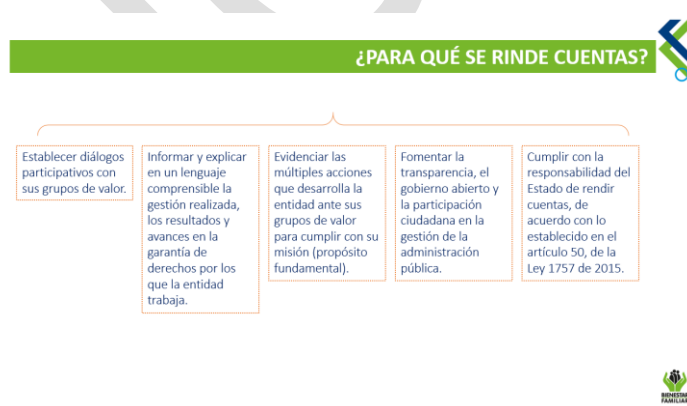 ¿PARA QUÉ SE RINDE CUENTAS?
Establecer diálogos
participativos con
sus grupos de valor.
Informar y explicar
en un lenguaje
comprensible la
gestión realizada,
los resultados y
avances en la
garantía de
derechos por los
que la entidad
trabaja.
Evidenciar las
múltiples acciones
que desarrolla la
entidad ante sus
grupos de valor
para cumplir con su
misión (propósito
fundamental).
Fomentar la
transparencia, el
gobierno abierto y
la participación
ciudadana en la
gestión de la
administración
pública.
Cumplir con la
responsabilidad del
Estado de rendir
cuentas, de
acuerdo con lo
establecido en el
artículo 50, de la
Ley 1757 de 2015.
BIENESTAR
FAMILIAR